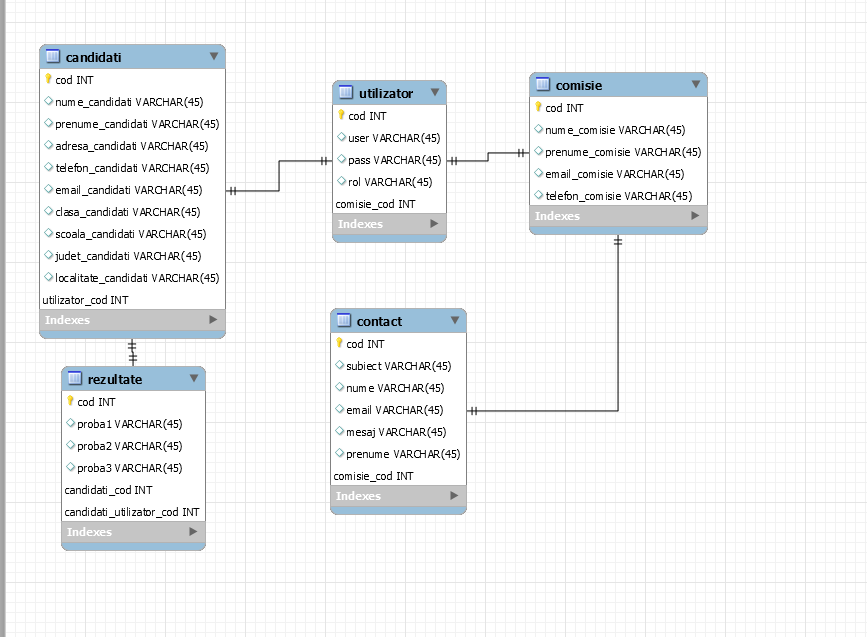 candidati
cod INT
nume_candidati VARCHAR(45)
prenume_candidati VARCHAR(45)
adresa_candidati VARCHAR(45)
telefon_candidati VARCHAR(45)
email_candidati VARCHAR(45)
clasa_candidati VARCHAR(45)
scoala_candidati VARCHAR(45)
judet_candidati VARCHAR(45)
localitate_candidati VARCHAR(45)
utilizator_cod INT
Indexes
utilizator
cod INT
user VARCHAR(45)
pass VARCHAR(45)
rol VARCHAR(45)
comisie_cod INT
Indexes
comisie
cod INT
nume_comisie VARCHAR(45)
prenume_comisie VARCHAR(45)
email_comisie VARCHAR(45)
telefon_comisie VARCHAR(45)
Indexes
rezultate
cod INT
proba1 VARCHAR(45)
proba2 VARCHAR(45)
proba3 VARCHAR(45)
candidati_cod INT
candidati_utilizator_cod INT
Indexes
contact
cod INT
subiect VARCHAR(45)
nume VARCHAR(45)
email VARCHAR(45)
mesaj VARCHAR(45)
prenume VARCHAR(45)
comisie_cod INT
Indexes